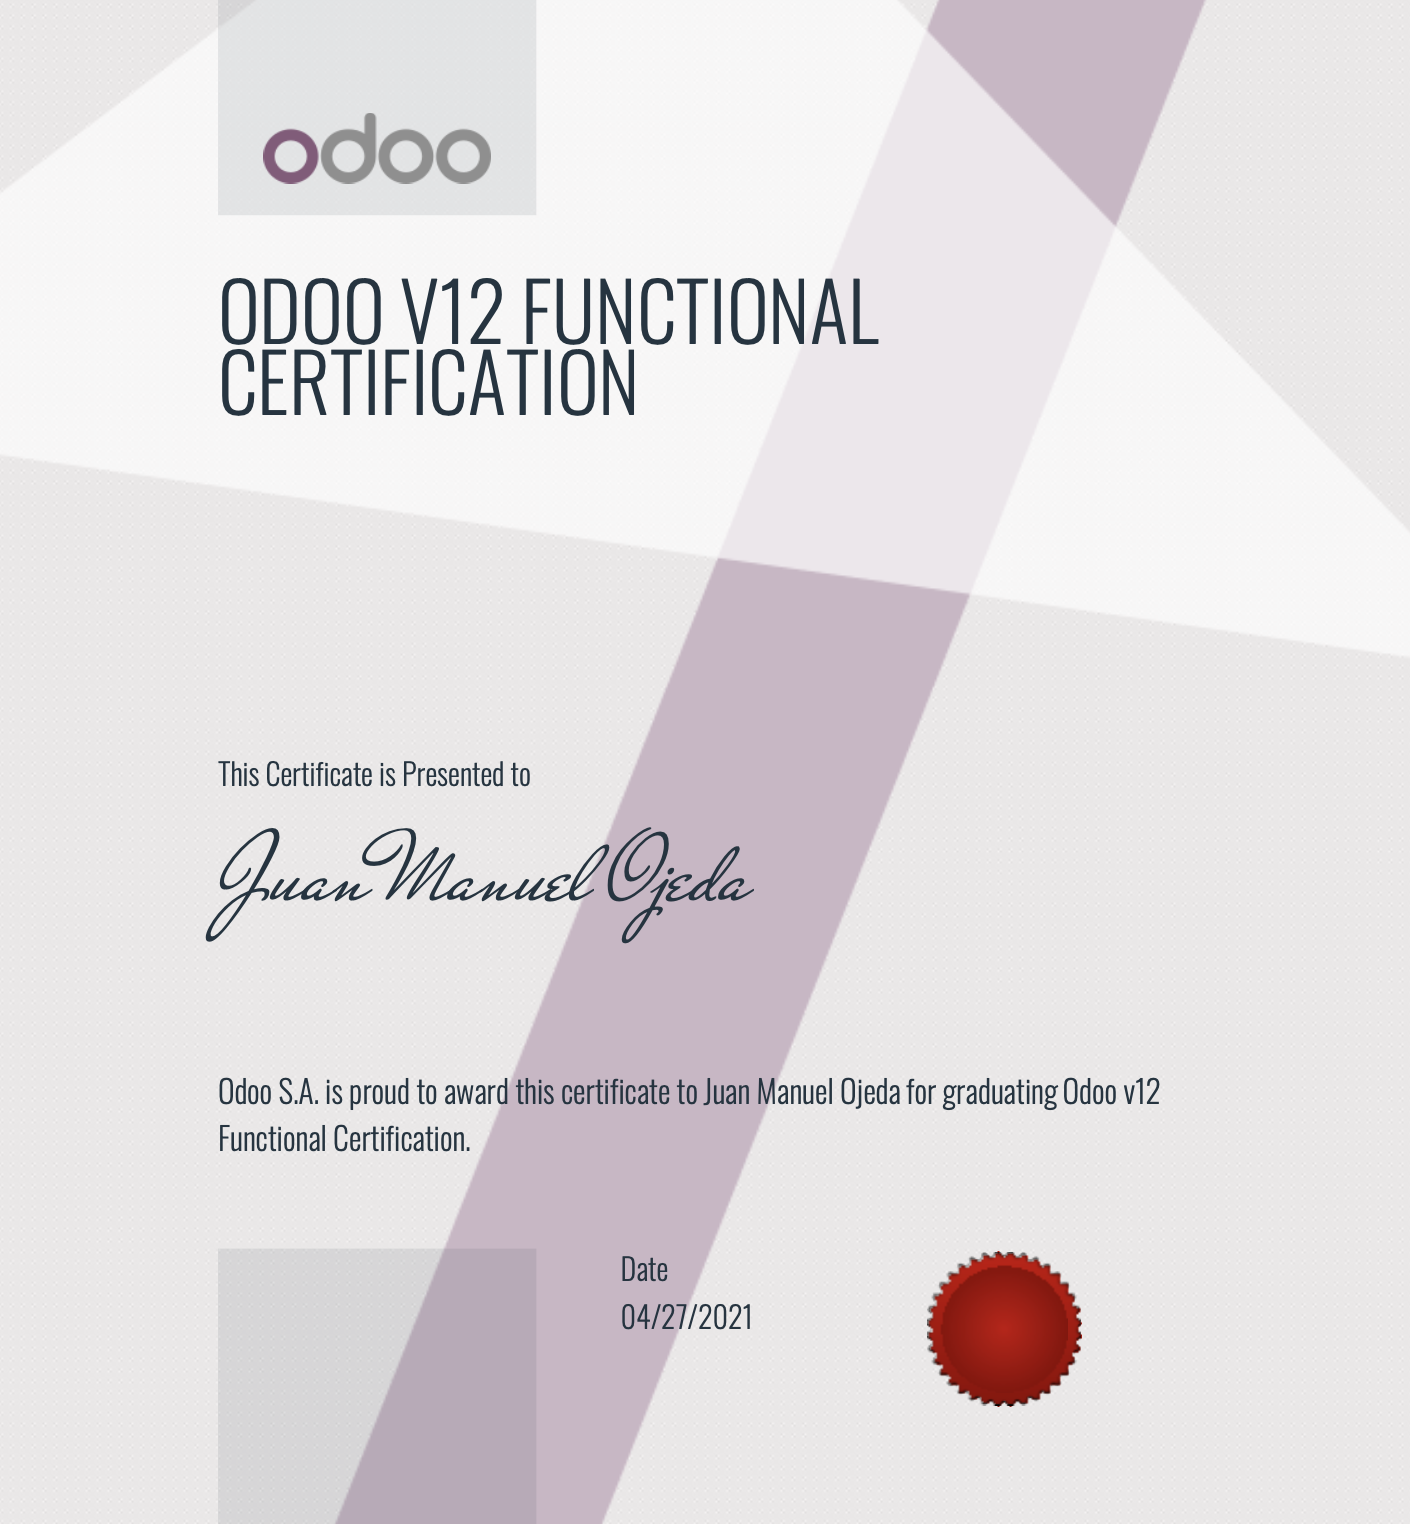 odoo
ODOO V12 FUNCTIONAL
CERTIFICATION
This Certificate is Presented to
Juan Manuel Ojeda
Odoo S.A. is proud to award this certificate to Juan Manuel Ojeda for graduating Odoo v12
Functional Certification.
Date
04/27/2021